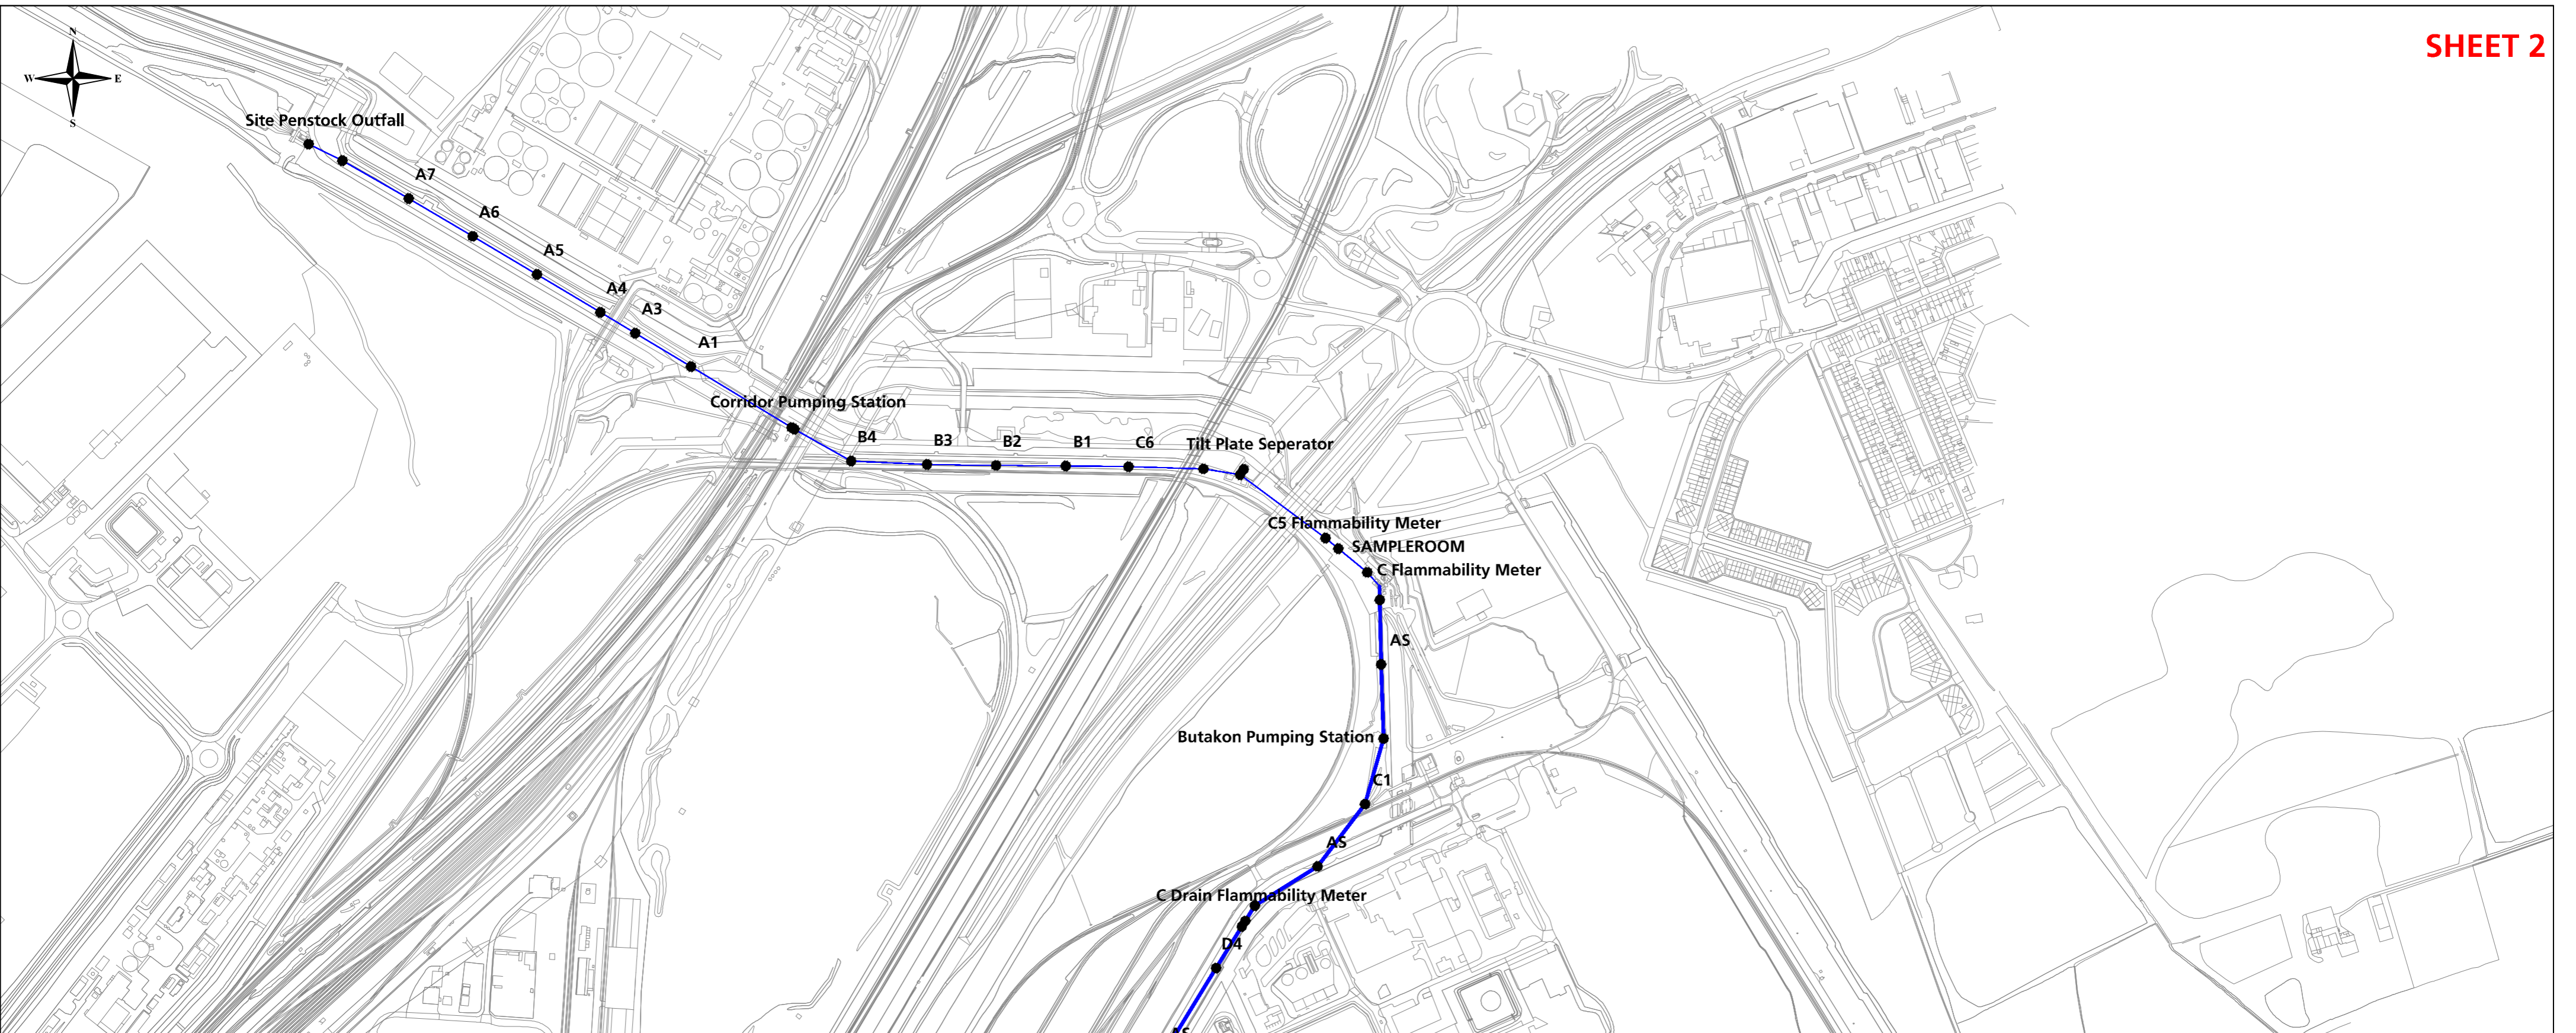 SHEET 2
N
W
E
S
Site Penstock Outfall
A7
A6
A5
A4
A3
A1
Corridor Pumping Station
B4
B3
B2
B1
C6
Tilt Plate Seperator
C5 Flammability Meter
SAMPLEROOM
C Flammability Meter
AS
Butakon Pumping Station
C1
AS
C Drain Flammability Meter
D4
AS